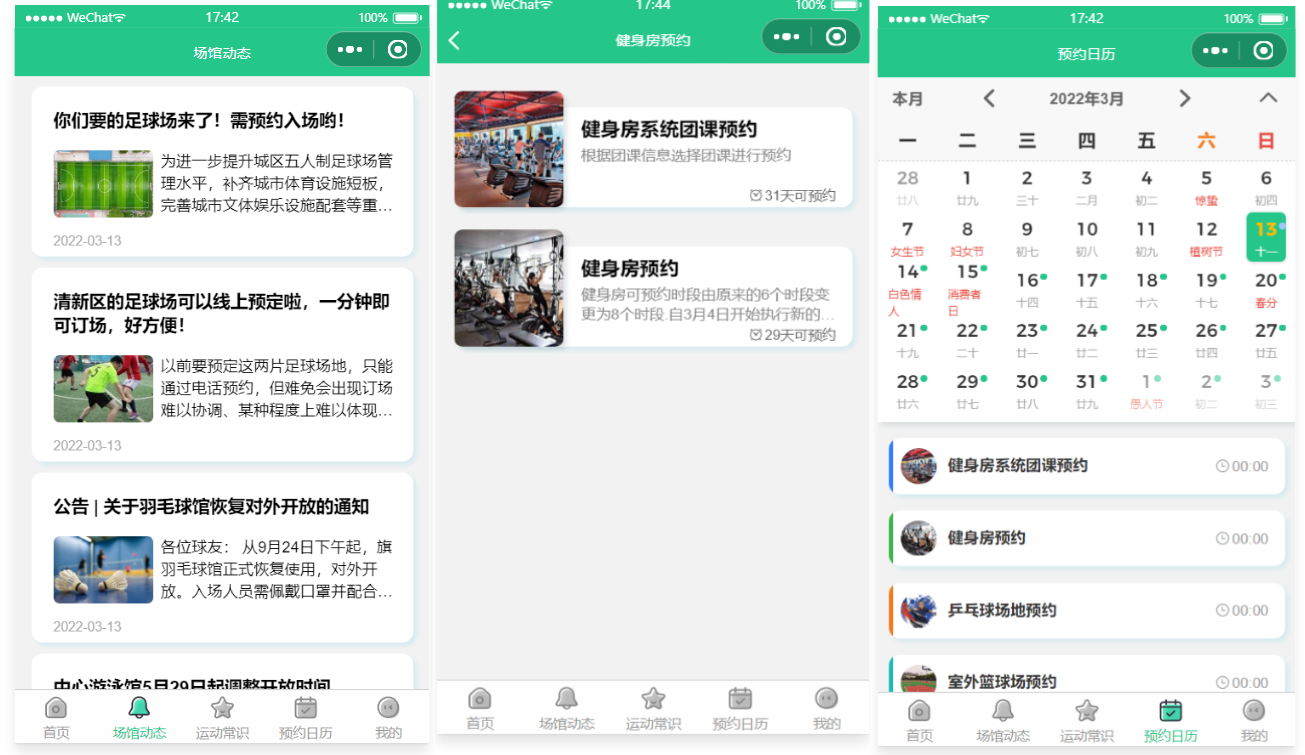 WeChat 17:42 100%
场馆动态
你们要的足球场来了！需预约入场哟！
为进一步提升城区五人制足球场管
理水平，补齐城市体育设施短板，
完善城市文体娱乐设施配套等重...
2022-03-13
清新区的足球场可以线上预定啦，一分钟即
可订场，好方便！
以前要预定这两片足球场地，只能
通过电话预约，但难免会出现订场
难以协调、某种程度上难以体现...
2022-03-13
公告 | 关于羽毛球馆恢复对外开放的通知
各位球友： 从9月24日下午起，旗
羽毛球馆正式恢复使用，对外开
放。入场人员需佩戴口罩并配合...
2022-03-13
中心游泳馆5月29日起调整开放时间
首页 场馆动态 运动常识 预约日历 我的
WeChat 17:44 100%
健身房预约
健身房系统团课预约
根据团课信息选择团课进行预约
31天可预约
健身房预约
健身房可预约时段由原来的6个时段变
更为8个时段.自3月4日开始执行新的...
29天可预约
首页 场馆动态 运动常识 预约日历 我的
WeChat 17:42 100%
预约日历
本月 2022年3月
一 二 三 四 五 六 日
28 1 2 3 4 5 6
廿八 廿九 三十 二月 初二 惊蛰 初四
7 8 9 10 11 12 13
女生节 妇女节 初七 初八 初九 植树节 十一
14 15 16 17 18 19 20
白色情人 消费者日 十四 十五 十六 十七 春分
21 22 23 24 25 26 27
十九 二十 廿一 廿二 廿三 廿四 廿五
28 29 30 31 1 2 3
廿六 廿七 廿八 廿九 愚人节 初二 初三
健身房系统团课预约 00:00
健身房预约 00:00
乒乓球场地预约 00:00
室外篮球场预约 00:00
首页 场馆动态 运动常识 预约日历 我的